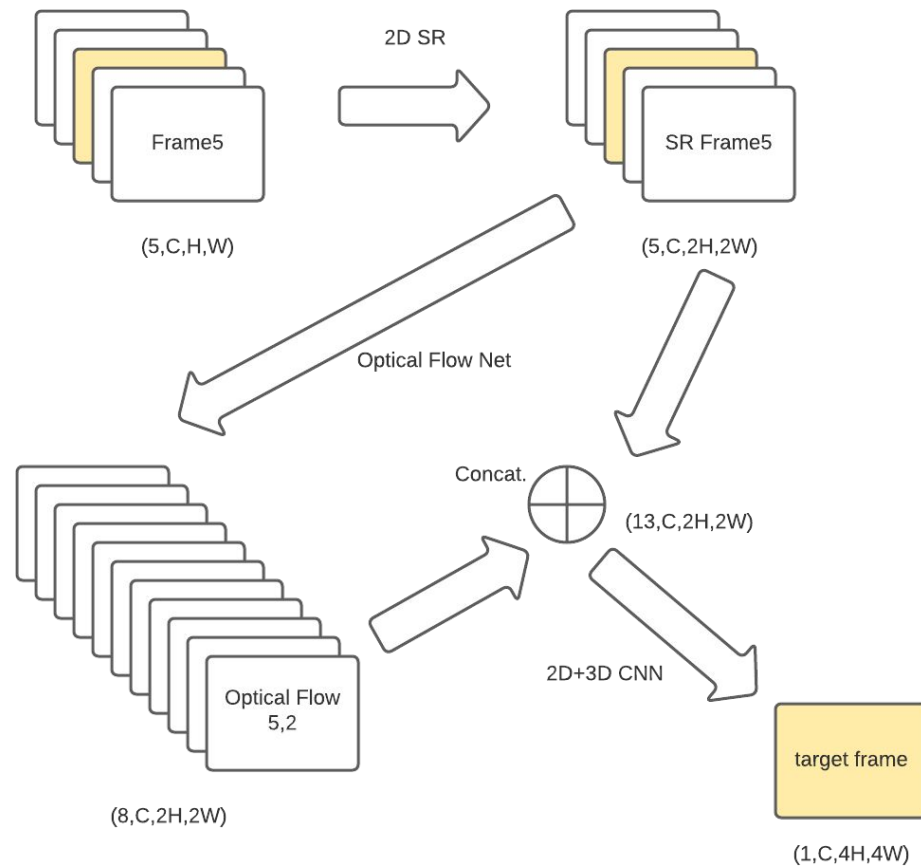 2D SR
Frame5
SR Frame5
(5,C,H,W)
(5,C,2H,2W)
Optical Flow Net
Concat.
(13,C,2H,2W)
2D+3D CNN
Optical Flow
5,2
target frame
(8,C,2H,2W)
(1,C,4H,4W)